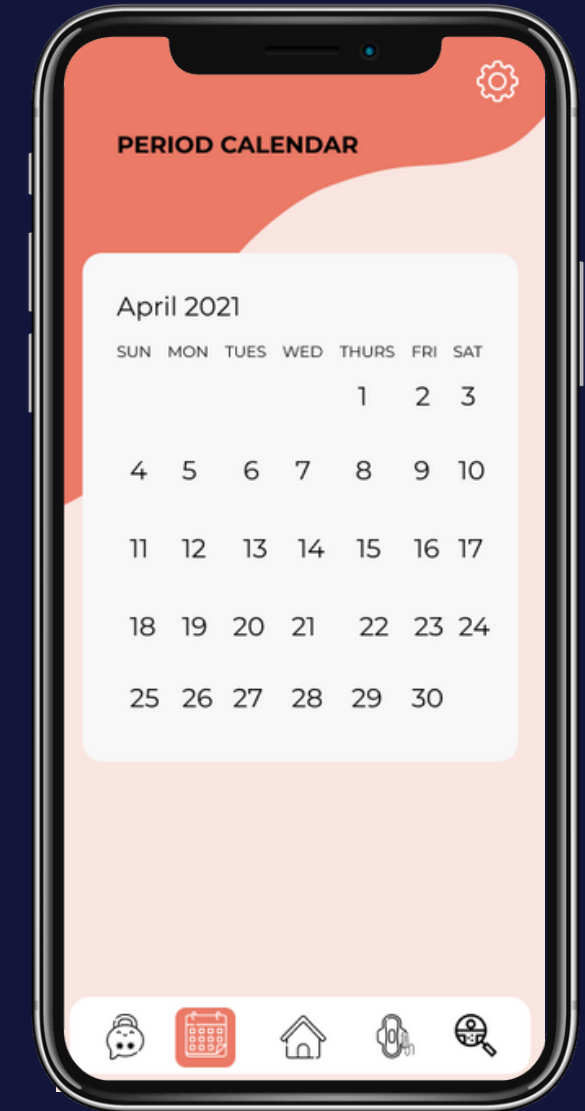 PERIOD CALENDAR
April 2021
SUN MON TUES WED THURS FRI SAT
1 2 3
4 5 6 7 8 9 10
11 12 13 14 15 16 17
18 19 20 21 22 23 24
25 26 27 28 29 30